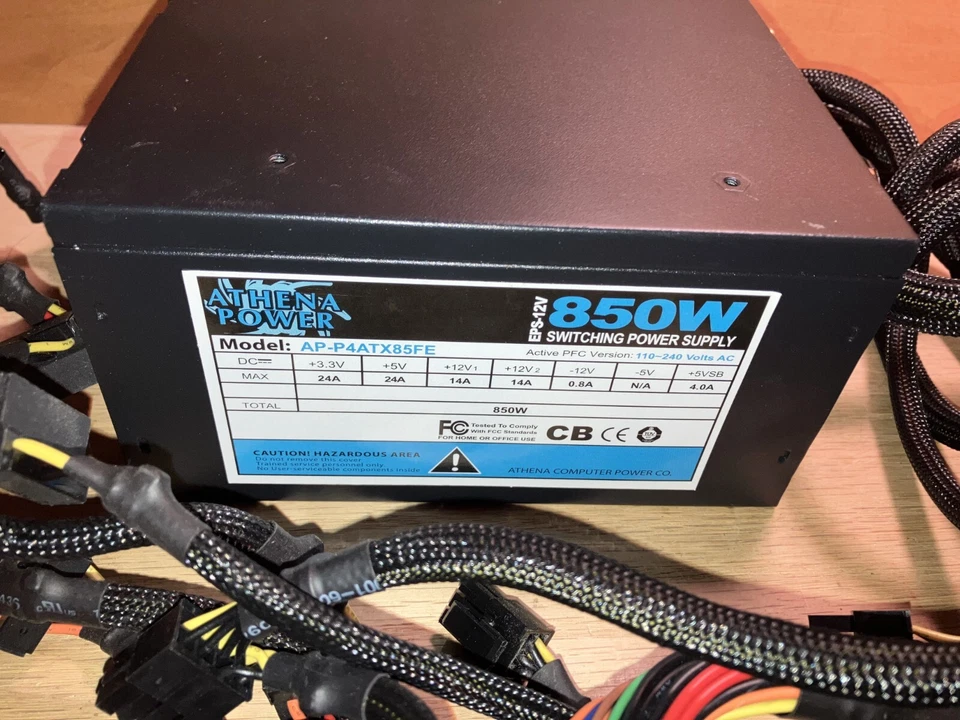 ATHENA
POWER
EPS-12V
850W
SWITCHING POWER SUPPLY
Model: AP-P4ATX85FE
Active PFC Version: 110~240 Volts AC
DC +3.3V +5V +12V1 +12V2 -12V -5V +5VSB
MAX 24A 24A 14A 14A 0.8A N/A 4.0A
TOTAL 850W
FC Tested To Comply
With FCC Standards
FOR HOME OR OFFICE USE
CB CE
CAUTION! HAZARDOUS AREA
Do not remove this cover
Trained service personnel only
No User serviceable components inside
ATHENA COMPUTER POWER CO.